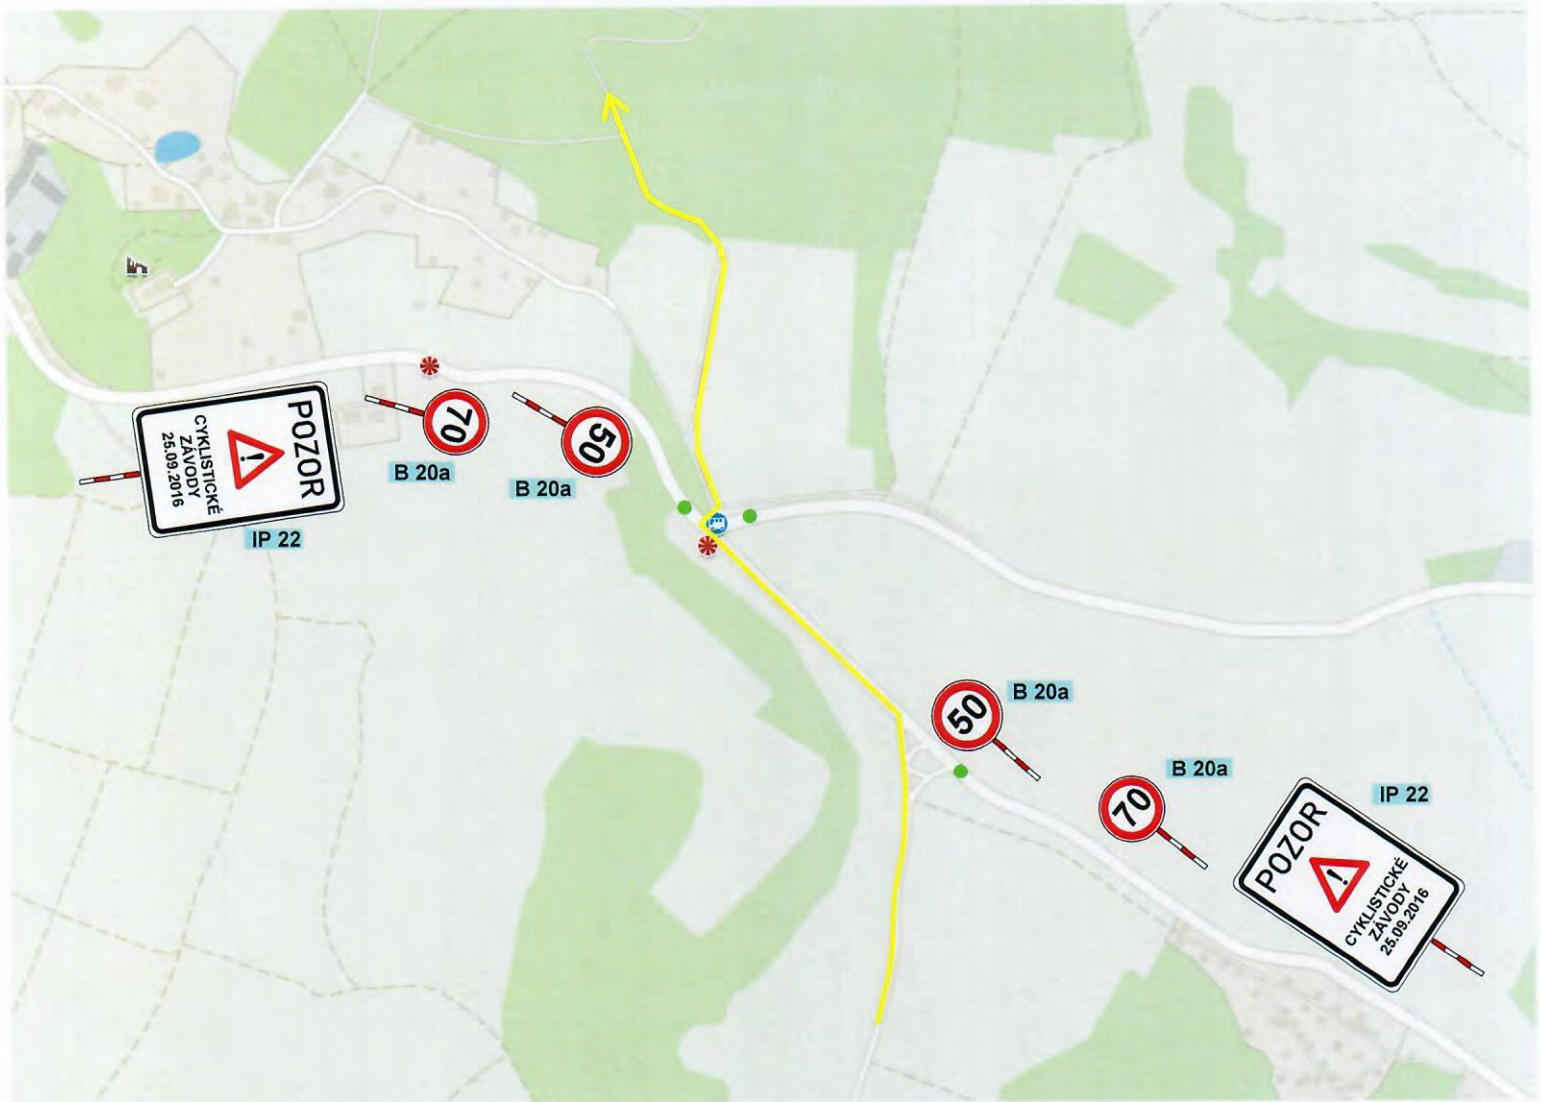 POZOR
CYKLISTICKÉ
ZÁVODY
25.09.2016
IP 22
70
B 20a
50
B 20a
50
B 20a
70
B 20a
IP 22
POZOR
CYKLISTICKÉ
ZÁVODY
25.09.2016